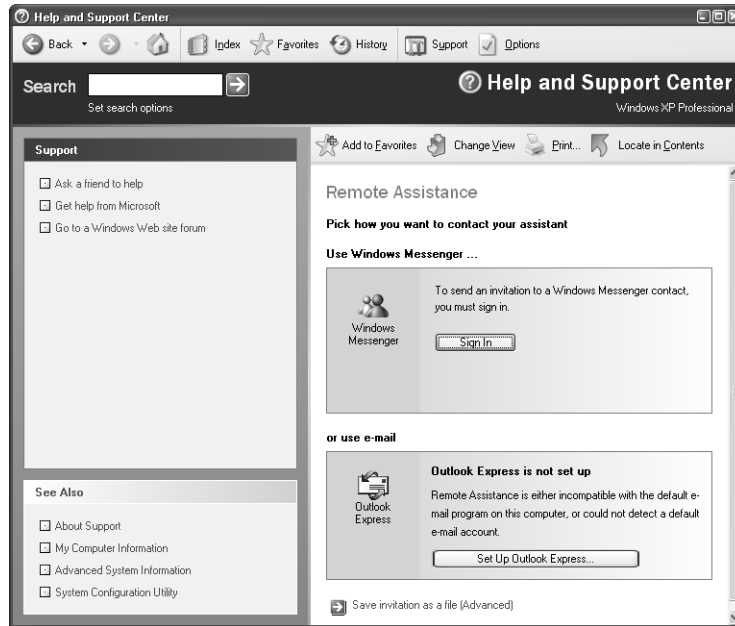 Help and Support Center
Back
Index
Favorites
History
Support
Options
Search
Set search options
Help and Support Center
Windows XP Professional
Support
Ask a friend to help
Get help from Microsoft
Go to a Windows Web site forum
See Also
About Support
My Computer Information
Advanced System Information
System Configuration Utility
Add to Favorites
Change View
Print...
Locate in Contents
Remote Assistance
Pick how you want to contact your assistant
Use Windows Messenger ...
Windows
Messenger
To send an invitation to a Windows Messenger contact,
you must sign in.
Sign In
or use e-mail
Outlook
Express
Outlook Express is not set up
Remote Assistance is either incompatible with the default e-
mail program on this computer, or could not detect a default
e-mail account.
Set Up Outlook Express...
Save invitation as a file (Advanced)